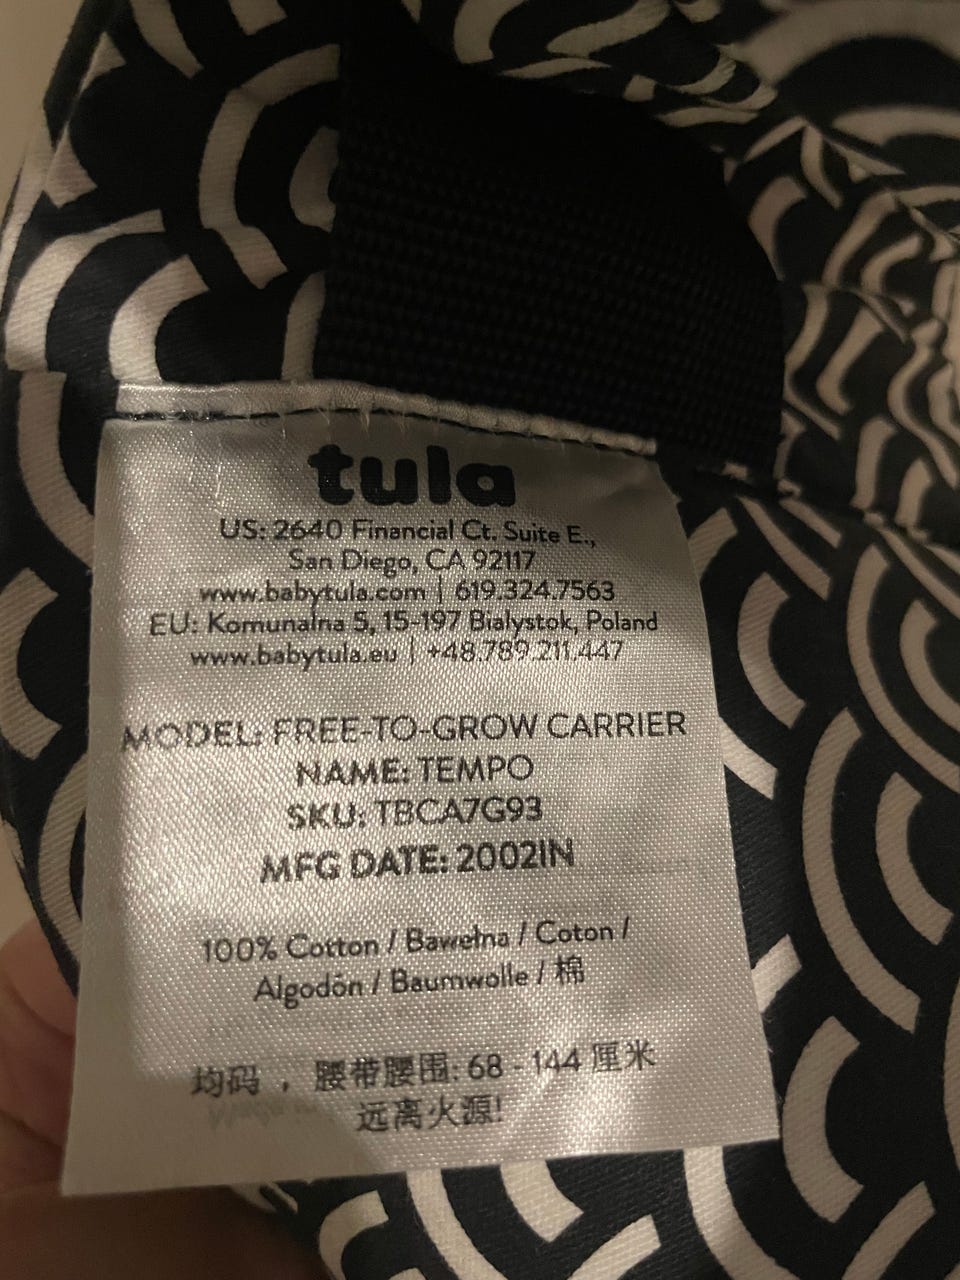 tula
US: 2640 Financial Ct. Suite E.,
San Diego, CA 92117
www.babytula.com | 619.324.7563
EU: Komunalna 5, 15-197 Bialystok, Poland
www.babytula.eu | +48.789.211.447
MODEL: FREE-TO-GROW CARRIER
NAME: TEMPO
SKU: TBCA7G93
MFG DATE: 2002IN
100% Cotton / Bawełna / Coton /
Algodón / Baumwolle / 棉
均码 ，腰带腰围: 68 - 144 厘米
远离火源!